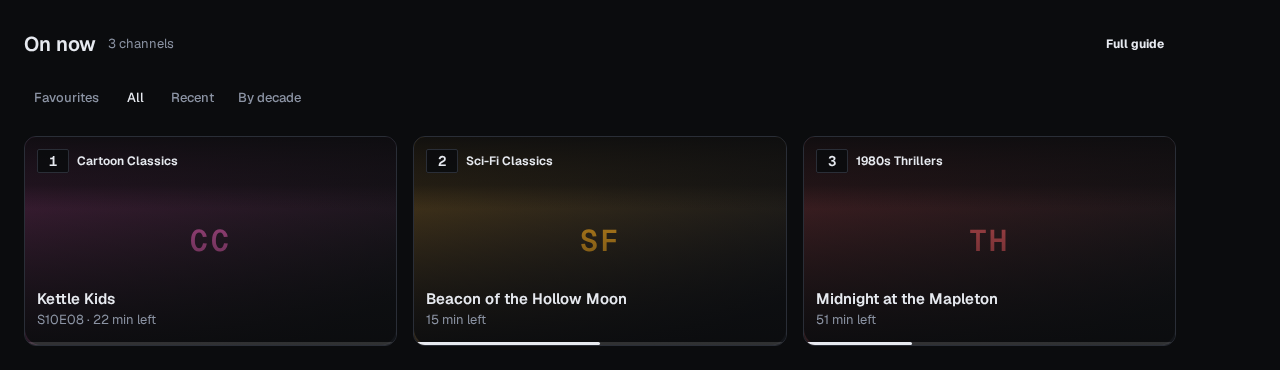 On now 3 channels Full guide
Favourites All Recent By decade
1 Cartoon Classics
CC
Kettle Kids
S10E08 · 22 min left
2 Sci-Fi Classics
SF
Beacon of the Hollow Moon
15 min left
3 1980s Thrillers
TH
Midnight at the Mapleton
51 min left